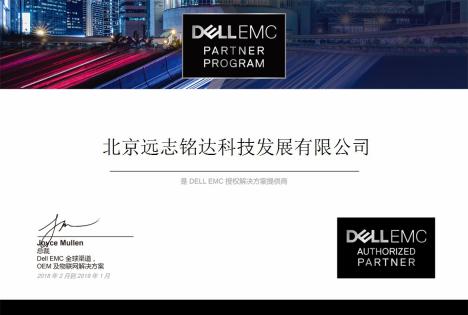 DELLEMC
PARTNER
PROGRAM
北京远志铭达科技发展有限公司
是 DELL EMC 授权解决方案提供商
Joyce Mullen
总裁
Dell EMC 全球渠道，
OEM 及物联网解决方案
2018 年 2 月到 2019 年 1 月
DELLEMC
AUTHORIZED
PARTNER